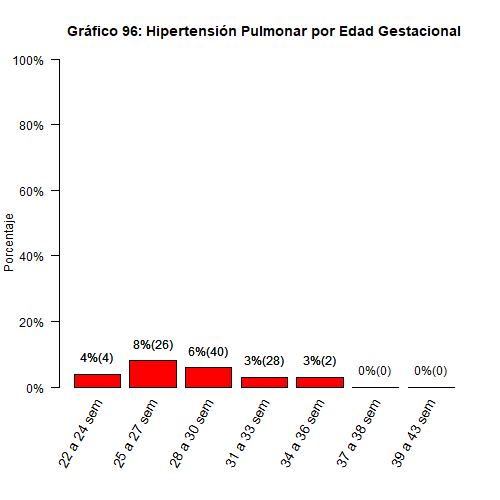 Gráfico 96: Hipertensión Pulmonar por Edad Gestacional
100%
80%
60%
40%
20%
0%
Porcentaje
4%(4)
8%(26)
6%(40)
3%(28)
3%(2)
0%(0)
0%(0)
22 a 24 sem
25 a 27 sem
28 a 30 sem
31 a 33 sem
34 a 36 sem
37 a 38 sem
39 a 43 sem